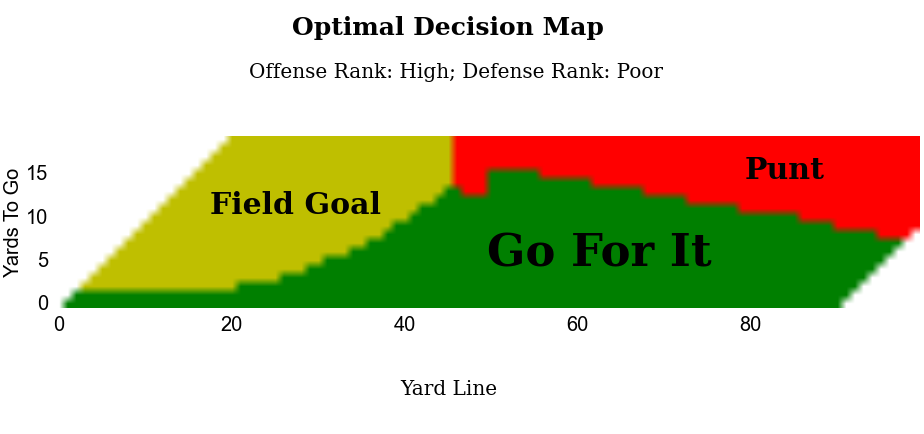 Optimal Decision Map
Offense Rank: High; Defense Rank: Poor
Yards To Go
15
10
5
0
Punt
Field Goal
Go For It
0 20 40 60 80
Yard Line